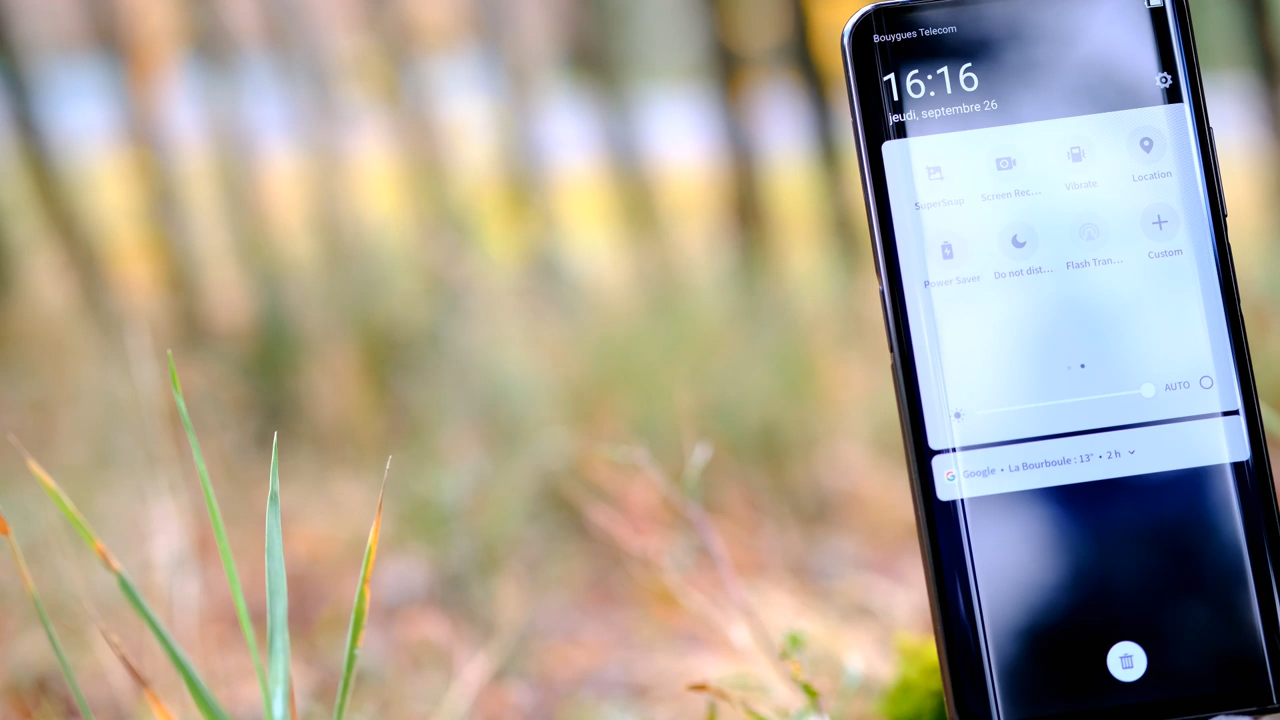 Bouygues Telecom
16:16
jeudi, septembre 26
SuperSnap Screen Rec... Vibrate Location
Power Saver Do not dist... Flash Tran... Custom
AUTO
Google • La Bourboule : 13° • 2 h